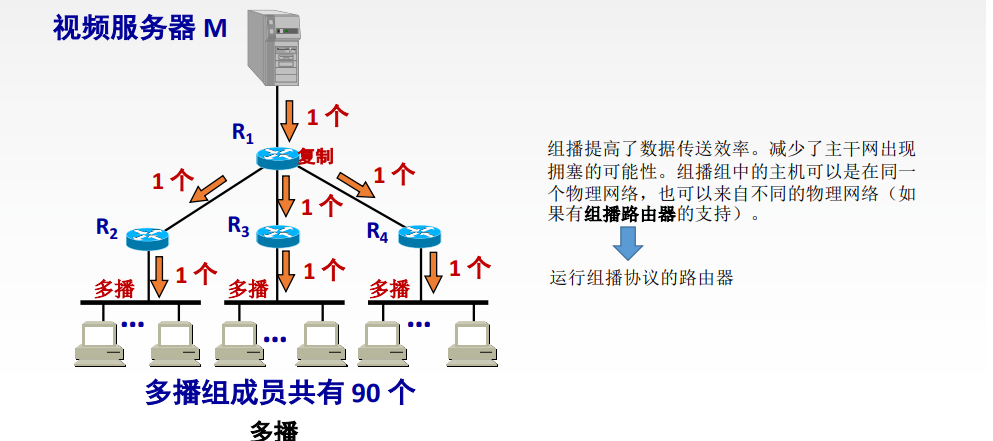 视频服务器 M
1 个
R1
复制
1 个
1 个
1 个
R2
R3
R4
多播
1 个
多播
1 个
多播
1 个
...
...
...
多播组成员共有 90 个
多播
组播提高了数据传送效率。减少了主干网出现
拥塞的可能性。组播组中的主机可以是在同一
个物理网络，也可以来自不同的物理网络（如
果有组播路由器的支持）。
运行组播协议的路由器